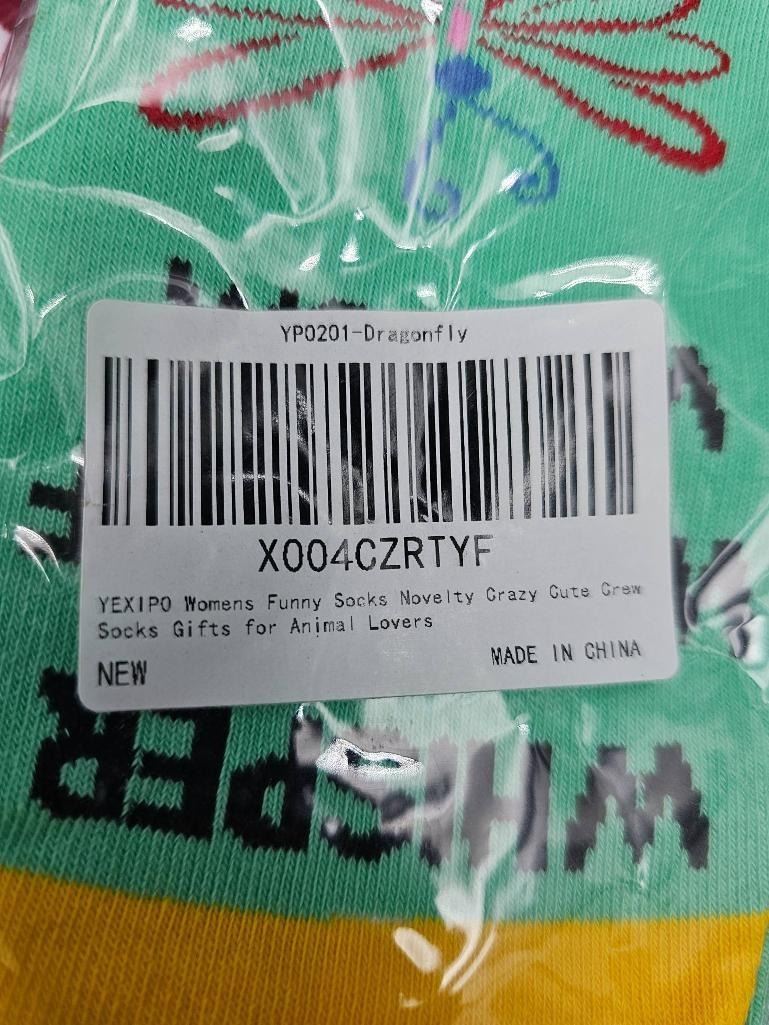 YP0201-Dragonfly
X004CZRTYF
YEXIPO Womens Funny Socks Novelty Crazy Cute Crew
Socks Gifts for Animal Lovers
NEW
MADE IN CHINA
WHISPER